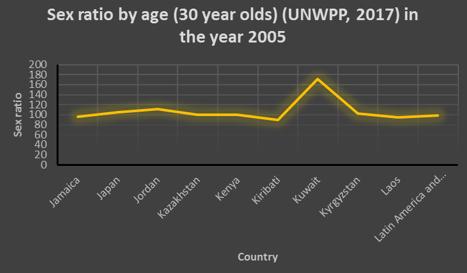 Sex ratio by age (30 year olds) (UNWPP, 2017) in
the year 2005
200
180
160
140
120
100
80
60
40
20
0
Sex ratio
Jamaica
Japan
Jordan
Kazakhstan
Kenya
Kiribati
Kuwait
Kyrgyzstan
Laos
Latin America and...
Country